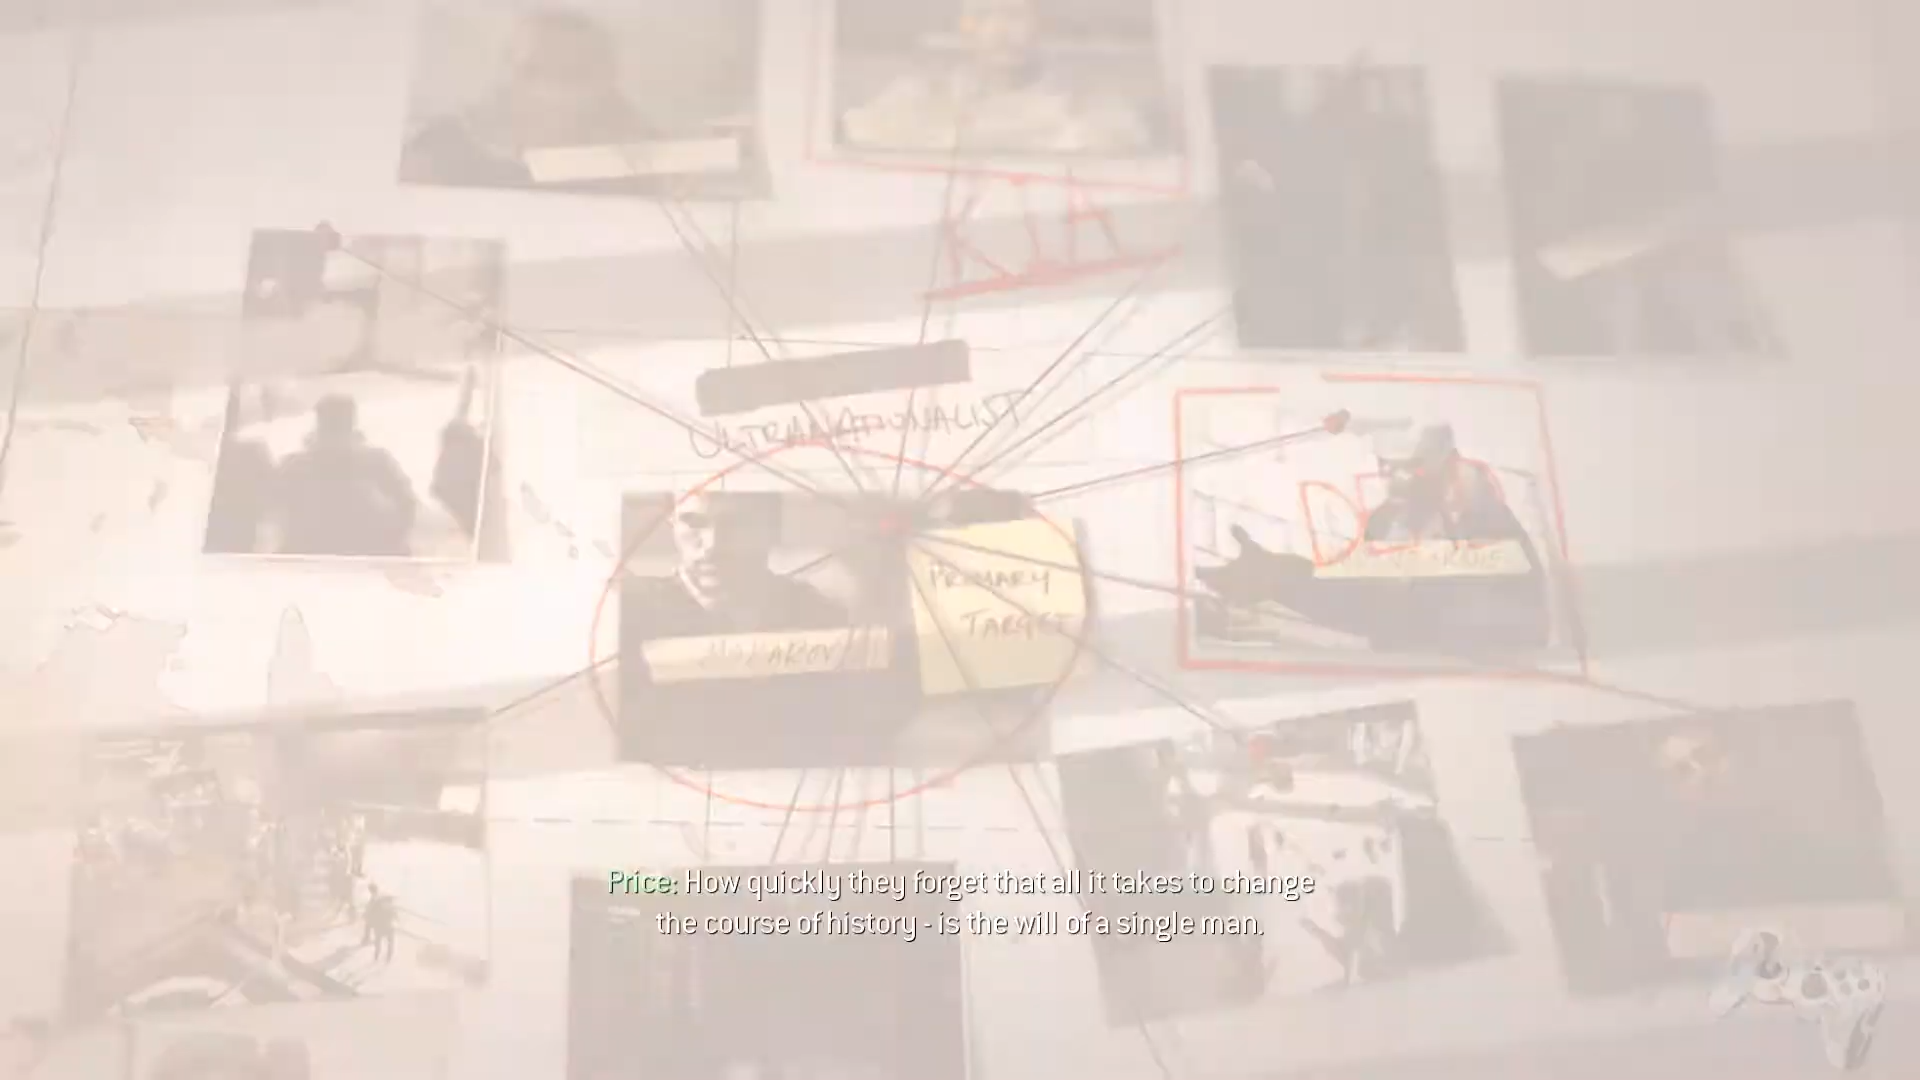 KIA
ULTRANATIONALIST
PRIMARY
TARGET
MAKAROV
Price: How quickly they forget that all it takes to change
the course of history - is the will of a single man.